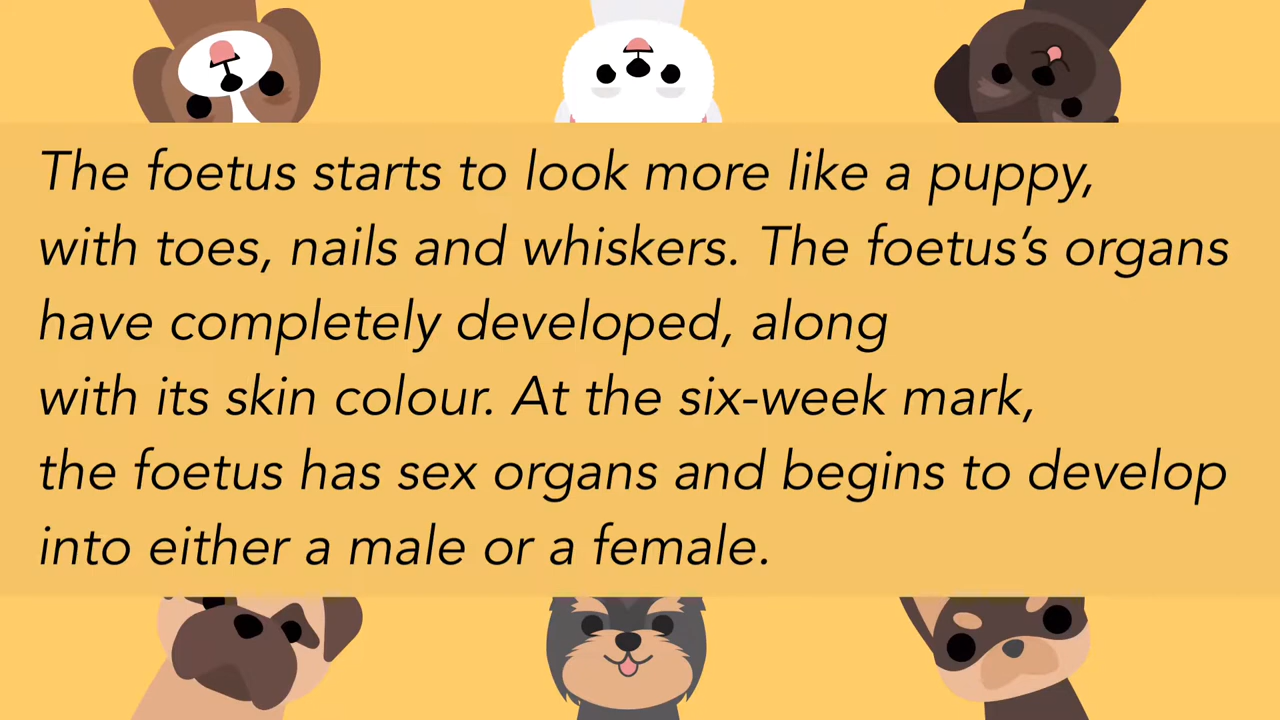 The foetus starts to look more like a puppy,
with toes, nails and whiskers. The foetus’s organs
have completely developed, along
with its skin colour. At the six-week mark,
the foetus has sex organs and begins to develop
into either a male or a female.